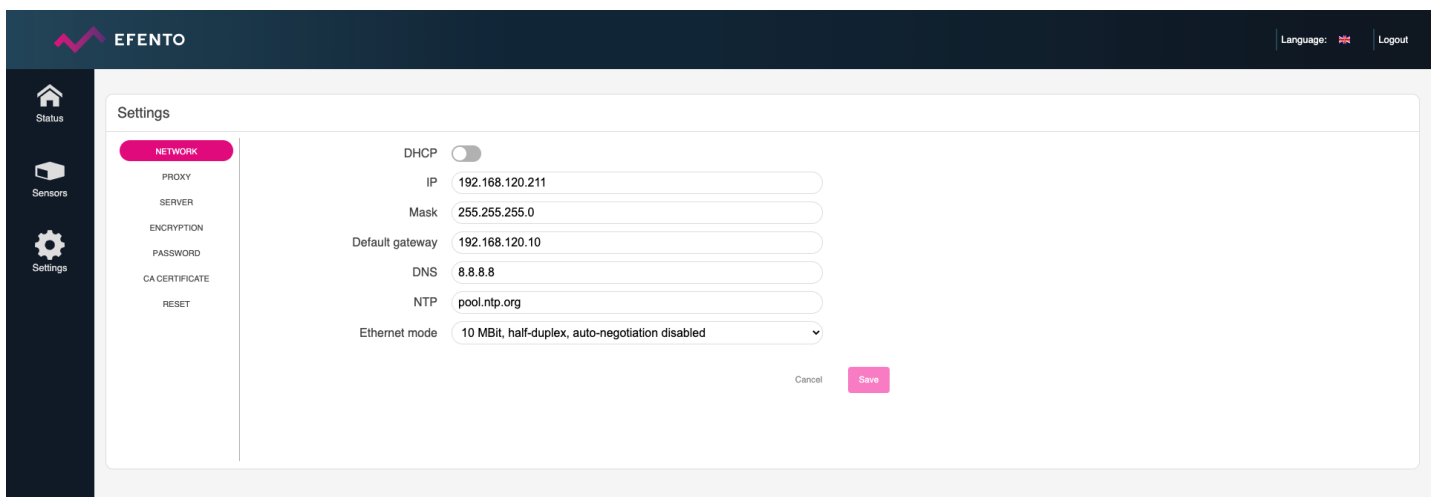 EFENTO
Language:
Logout
Status
Sensors
Settings
Settings
NETWORK
PROXY
SERVER
ENCRYPTION
PASSWORD
CA CERTIFICATE
RESET
DHCP
IP 192.168.120.211
Mask 255.255.255.0
Default gateway 192.168.120.10
DNS 8.8.8.8
NTP pool.ntp.org
Ethernet mode 10 MBit, half-duplex, auto-negotiation disabled
Cancel Save